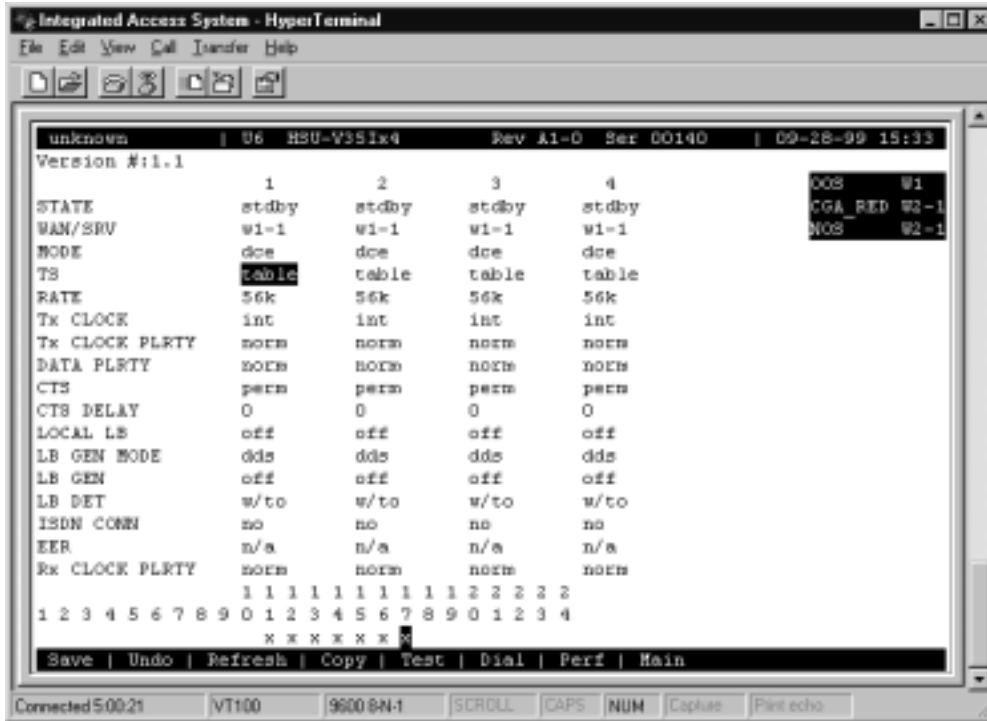 Integrated Access System - HyperTerminal
File Edit View Call Transfer Help
unknown | U6 HSU-V35Ix4 Rev A1-0 Ser 00140 | 09-28-99 15:33
Version #:1.1
1 2 3 4 OOS W1
STATE stdby stdby stdby stdby CGA_RED W2-1
WAN/SRV w1-1 w1-1 w1-1 w1-1 NOS W2-1
MODE dce dce dce dce
TS table table table table
RATE 56k 56k 56k 56k
Tx CLOCK int int int int
Tx CLOCK PLRTY norm norm norm norm
DATA PLRTY norm norm norm norm
CTS perm perm perm perm
CTS DELAY 0 0 0 0
LOCAL LB off off off off
LB GEN MODE dds dds dds dds
LB GEN off off off off
LB DET w/to w/to w/to w/to
ISDN CONN no no no no
EER n/a n/a n/a n/a
Rx CLOCK PLRTY norm norm norm norm
1 1 1 1 1 1 1 1 1 1 2 2 2 2 2
1 2 3 4 5 6 7 8 9 0 1 2 3 4 5 6 7 8 9 0 1 2 3 4
x x x x x x x
Save | Undo | Refresh | Copy | Test | Dial | Perf | Main
Connected 5:00:21 VT100 9600 8-N-1 SCROLL CAPS NUM Capture Print echo